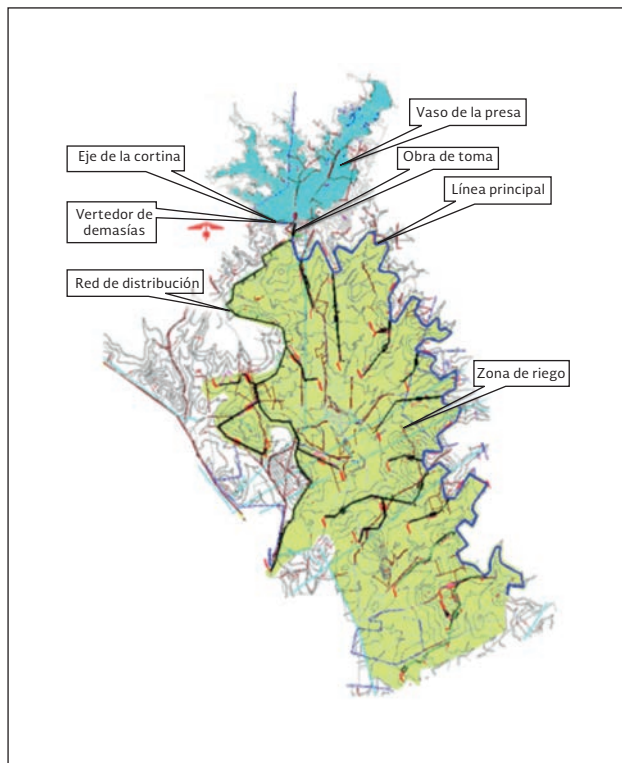 Vaso de la presa
Eje de la cortina
Obra de toma
Línea principal
Vertedor de
demasías
Red de distribución
Zona de riego